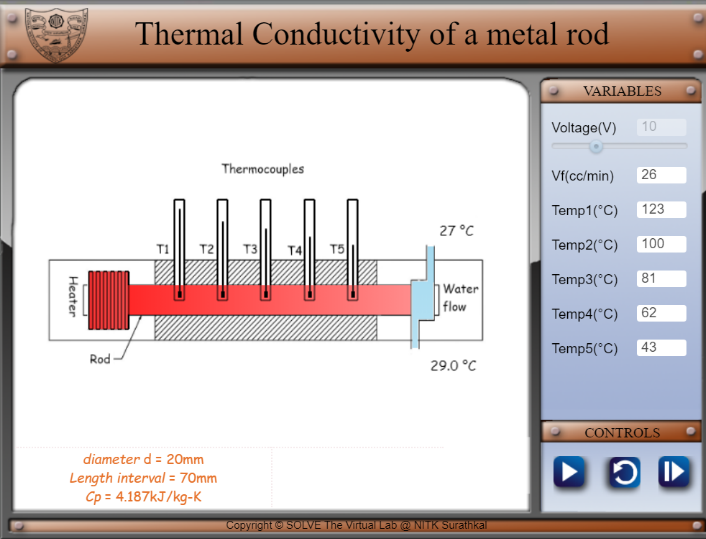 Thermal Conductivity of a metal rod
VARIABLES
Voltage(V) 10
Vf(cc/min) 26
Temp1(°C) 123
Temp2(°C) 100
Temp3(°C) 81
Temp4(°C) 62
Temp5(°C) 43
Thermocouples
T1 T2 T3 T4 T5
27 °C
Heater
Water
flow
Rod
29.0 °C
diameter d = 20mm
Length interval = 70mm
Cp = 4.187kJ/kg-K
CONTROLS
Copyright © SOLVE The Virtual Lab @ NITK Surathkal